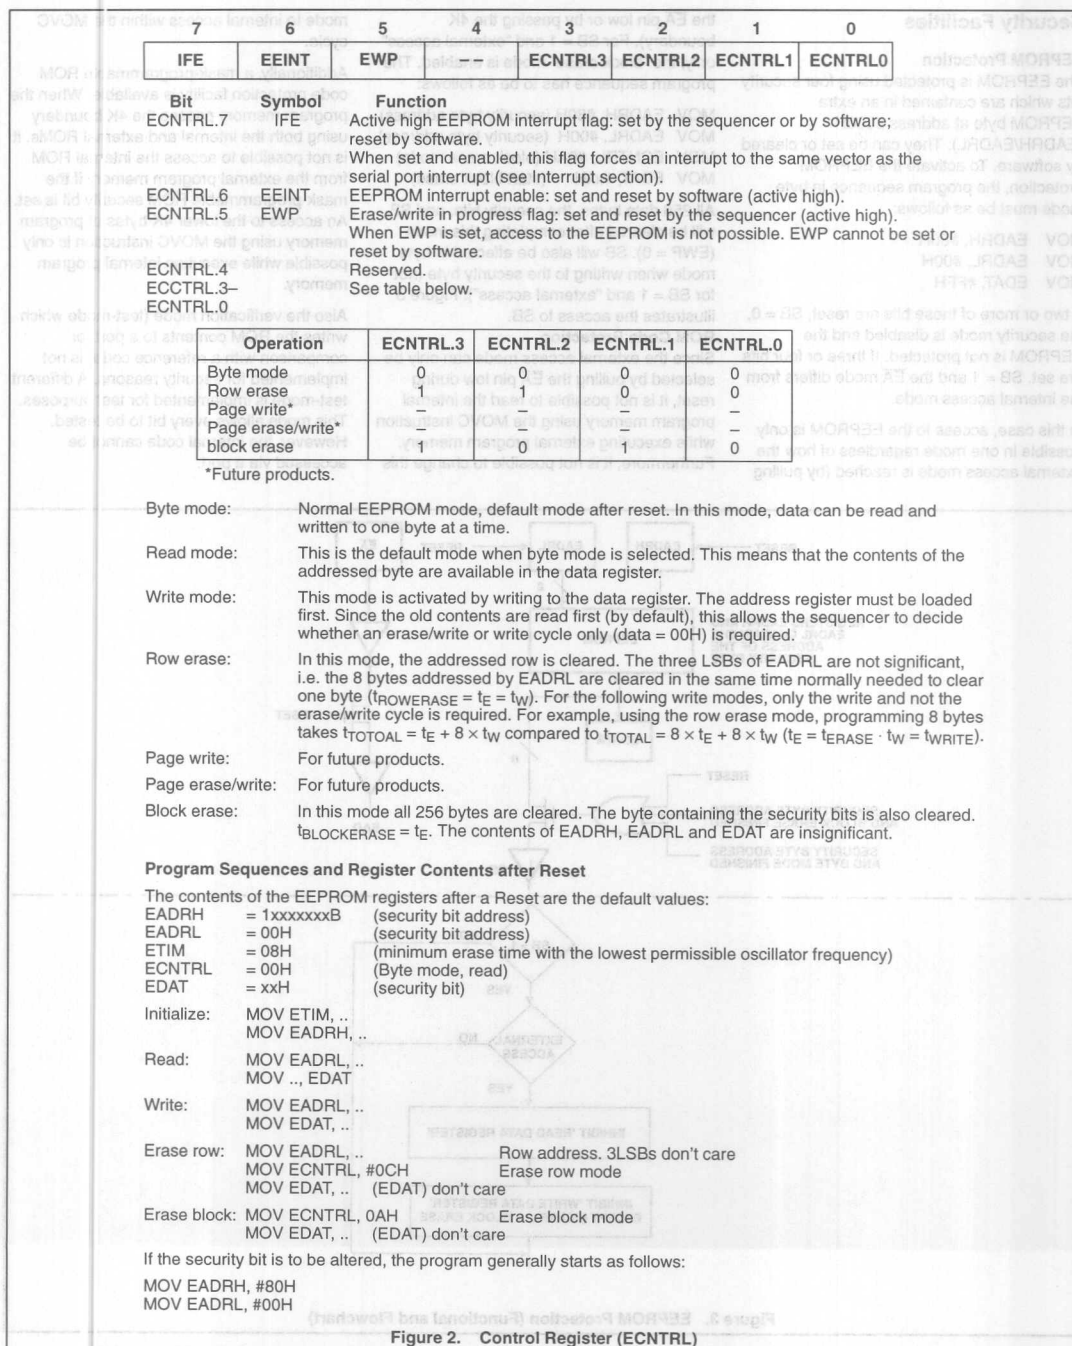 7 6 5 4 3 2 1 0
IFE EEINT EWP –– ECNTRL3 ECNTRL2 ECNTRL1 ECNTRL0
Bit Symbol Function
ECNTRL.7 IFE Active high EEPROM interrupt flag: set by the sequencer or by software;
reset by software.
When set and enabled, this flag forces an interrupt to the same vector as the
serial port interrupt (see Interrupt section).
ECNTRL.6 EEINT EEPROM interrupt enable: set and reset by software (active high).
ECNTRL.5 EWP Erase/write in progress flag: set and reset by the sequencer (active high).
When EWP is set, access to the EEPROM is not possible. EWP cannot be set or
reset by software.
ECNTRL.4 Reserved.
ECCTRL.3– See table below.
ECNTRL.0
Operation ECNTRL.3 ECNTRL.2 ECNTRL.1 ECNTRL.0
Byte mode 0 0 0 0
Row erase 1 1 0 0
Page write* – – – –
Page erase/write* – – – –
block erase 1 0 1 0
*Future products.
Byte mode: Normal EEPROM mode, default mode after reset. In this mode, data can be read and
written to one byte at a time.
Read mode: This is the default mode when byte mode is selected. This means that the contents of the
addressed byte are available in the data register.
Write mode: This mode is activated by writing to the data register. The address register must be loaded
first. Since the old contents are read first (by default), this allows the sequencer to decide
whether an erase/write or write cycle only (data = 00H) is required.
Row erase: In this mode, the addressed row is cleared. The three LSBs of EADRL are not significant,
i.e. the 8 bytes addressed by EADRL are cleared in the same time normally needed to clear
one byte (tROWERASE = tE = tW). For the following write modes, only the write and not the
erase/write cycle is required. For example, using the row erase mode, programming 8 bytes
takes tTOTOAL = tE + 8 × tW compared to tTOTAL = 8 × tE + 8 × tW (tE = tERASE · tW = tWRITE).
Page write: For future products.
Page erase/write: For future products.
Block erase: In this mode all 256 bytes are cleared. The byte containing the security bits is also cleared.
tBLOCKERASE = tE. The contents of EADRH, EADRL and EDAT are insignificant.
Program Sequences and Register Contents after Reset
The contents of the EEPROM registers after a Reset are the default values:
EADRH = 1xxxxxxxB (security bit address)
EADRL = 00H (security bit address)
ETIM = 08H (minimum erase time with the lowest permissible oscillator frequency)
ECNTRL = 00H (Byte mode, read)
EDAT = xxH (security bit)
Initialize: MOV ETIM, ..
MOV EADRH, ..
Read: MOV EADRL, ..
MOV .., EDAT
Write: MOV EADRL, ..
MOV EDAT, ..
Erase row: MOV EADRL, .. Row address. 3LSBs don't care
MOV ECNTRL, #0CH Erase row mode
MOV EDAT, .. (EDAT) don't care
Erase block: MOV ECNTRL, 0AH Erase block mode
MOV EDAT, .. (EDAT) don't care
If the security bit is to be altered, the program generally starts as follows:
MOV EADRH, #80H
MOV EADRL, #00H
Figure 2. Control Register (ECNTRL)